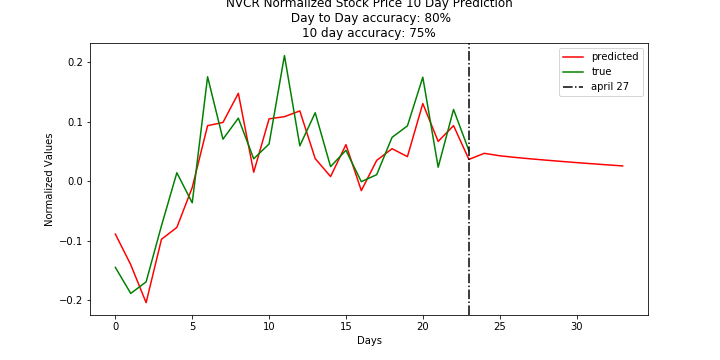 NVCR Normalized Stock Price 10 Day Prediction
Day to Day accuracy: 80%
10 day accuracy: 75%
predicted
true
april 27
Normalized Values
0.2
0.1
0.0
−0.1
−0.2
0 5 10 15 20 25 30
Days